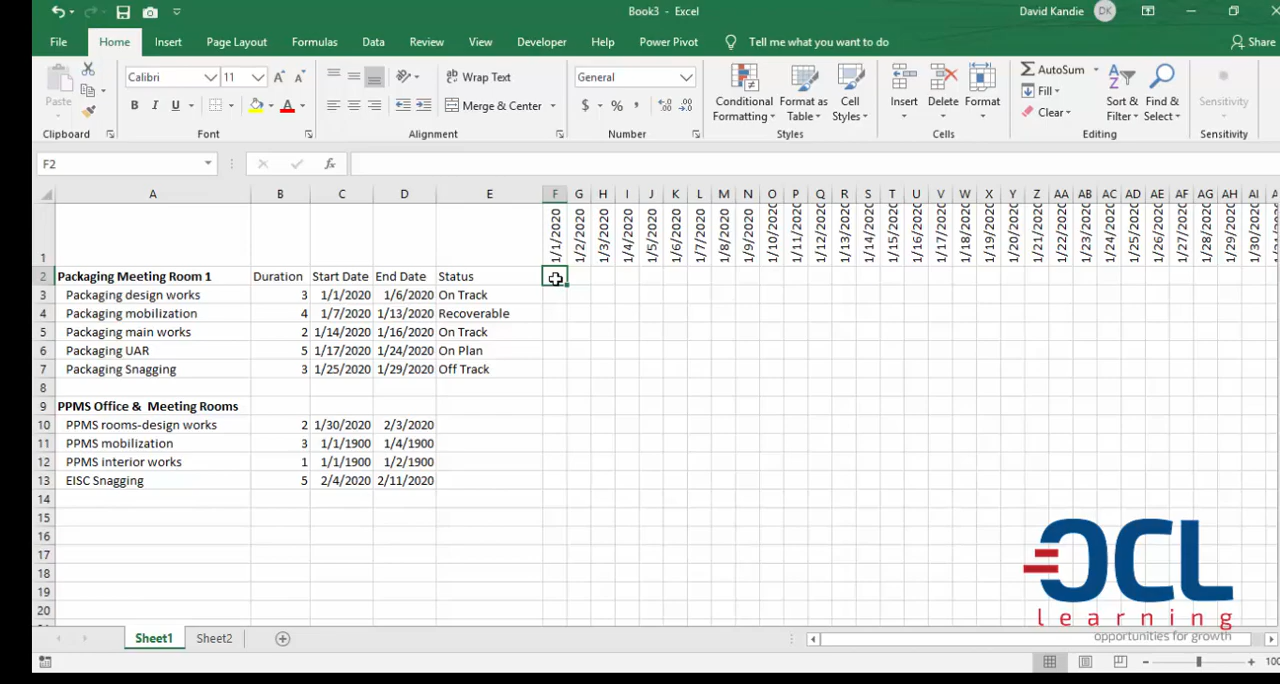 Book3 - Excel
David Kandie DK
File Home Insert Page Layout Formulas Data Review View Developer Help Power Pivot Tell me what you want to do Share
Paste
Calibri 11
B I U
Wrap Text
Merge & Center
General
$ % ,
Conditional Formatting
Format as Table
Cell Styles
Insert
Delete
Format
AutoSum
Fill
Clear
Sort & Filter
Find & Select
Sensitivity
Clipboard Font Alignment Number Styles Cells Editing Sensitivity
F2 fx
A B C D E F G H I J K L M N O P Q R S T U V W X Y Z AA AB AC AD AE AF AG AH AI
1 1/1/2020 1/2/2020 1/3/2020 1/4/2020 1/5/2020 1/6/2020 1/7/2020 1/8/2020 1/9/2020 1/10/2020 1/11/2020 1/12/2020 1/13/2020 1/14/2020 1/15/2020 1/16/2020 1/17/2020 1/18/2020 1/19/2020 1/20/2020 1/21/2020 1/22/2020 1/23/2020 1/24/2020 1/25/2020 1/26/2020 1/27/2020 1/28/2020 1/29/2020 1/30/2020
2 Packaging Meeting Room 1 Duration Start Date End Date Status
3 Packaging design works 3 1/1/2020 1/6/2020 On Track
4 Packaging mobilization 4 1/7/2020 1/13/2020 Recoverable
5 Packaging main works 2 1/14/2020 1/16/2020 On Track
6 Packaging UAR 5 1/17/2020 1/24/2020 On Plan
7 Packaging Snagging 3 1/25/2020 1/29/2020 Off Track
8
9 PPMS Office & Meeting Rooms
10 PPMS rooms-design works 2 1/30/2020 2/3/2020
11 PPMS mobilization 3 1/1/1900 1/4/1900
12 PPMS interior works 1 1/1/1900 1/2/1900
13 EISC Snagging 5 2/4/2020 2/11/2020
14
15
16
17
18
19
20
OCL
learning
opportunities for growth
Sheet1 Sheet2
100